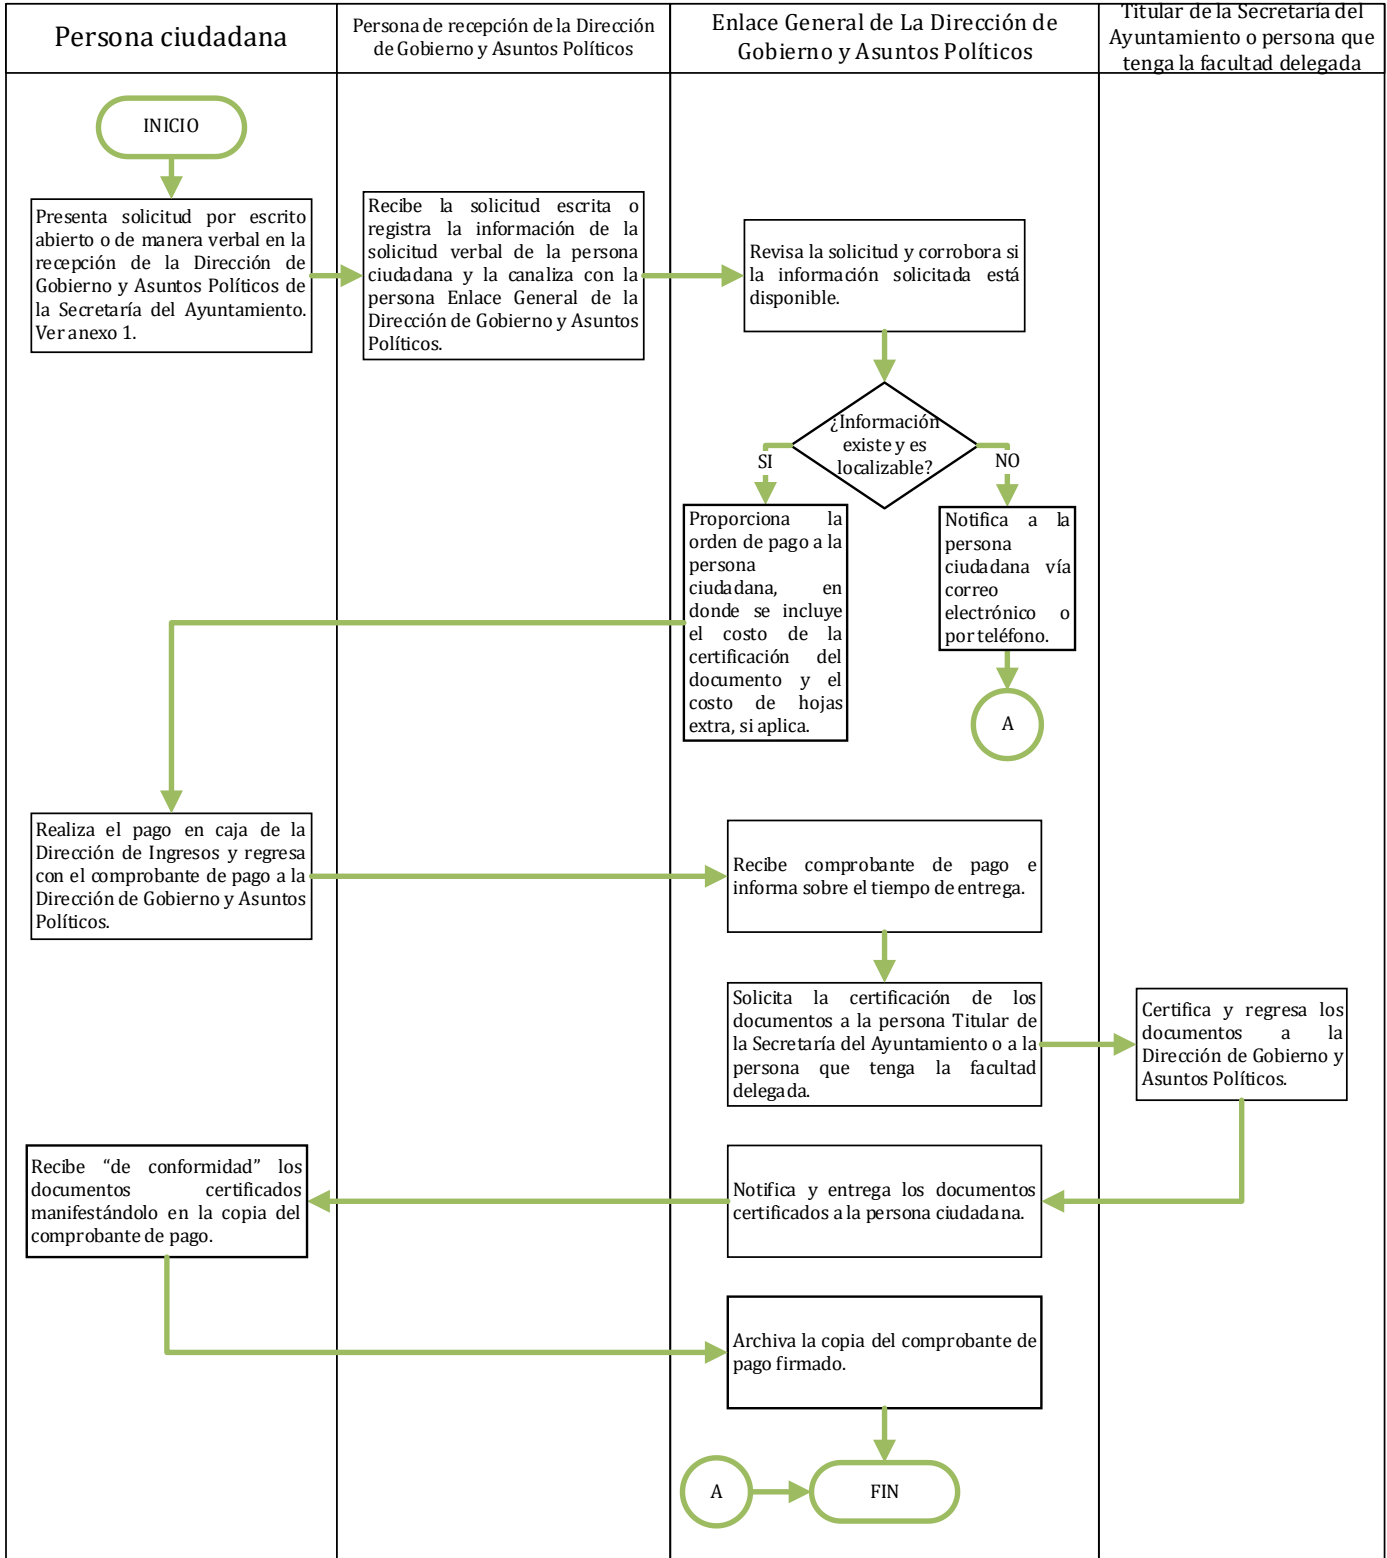 Persona ciudadana
Persona de recepción de la Dirección
de Gobierno y Asuntos Políticos
Enlace General de La Dirección de
Gobierno y Asuntos Políticos
Titular de la Secretaría del
Ayuntamiento o persona que
tenga la facultad delegada
INICIO
Presenta solicitud por escrito
abierto o de manera verbal en la
recepción de la Dirección de
Gobierno y Asuntos Políticos de
la Secretaría del Ayuntamiento.
Ver anexo 1.
Recibe la solicitud escrita o
registra la información de la
solicitud verbal de la persona
ciudadana y la canaliza con la
persona Enlace General de la
Dirección de Gobierno y Asuntos
Políticos.
Revisa la solicitud y corrobora si
la información solicitada está
disponible.
¿Información
existe y es
localizable?
SI
NO
Proporciona la
orden de pago a la
persona
ciudadana, en
donde se incluye
el costo de la
certificación del
documento y el
costo de hojas
extra, si aplica.
Notifica a la
persona
ciudadana vía
correo
electrónico o
por teléfono.
A
Realiza el pago en caja de la
Dirección de Ingresos y regresa
con el comprobante de pago a la
Dirección de Gobierno y Asuntos
Políticos.
Recibe comprobante de pago e
informa sobre el tiempo de entrega.
Solicita la certificación de los
documentos a la persona Titular de
la Secretaría del Ayuntamiento o a la
persona que tenga la facultad
delegada.
Certifica y regresa los
documentos a la
Dirección de Gobierno y
Asuntos Políticos.
Recibe “de conformidad” los
documentos certificados
manifestándolo en la copia del
comprobante de pago.
Notifica y entrega los documentos
certificados a la persona ciudadana.
Archiva la copia del comprobante de
pago firmado.
A
FIN